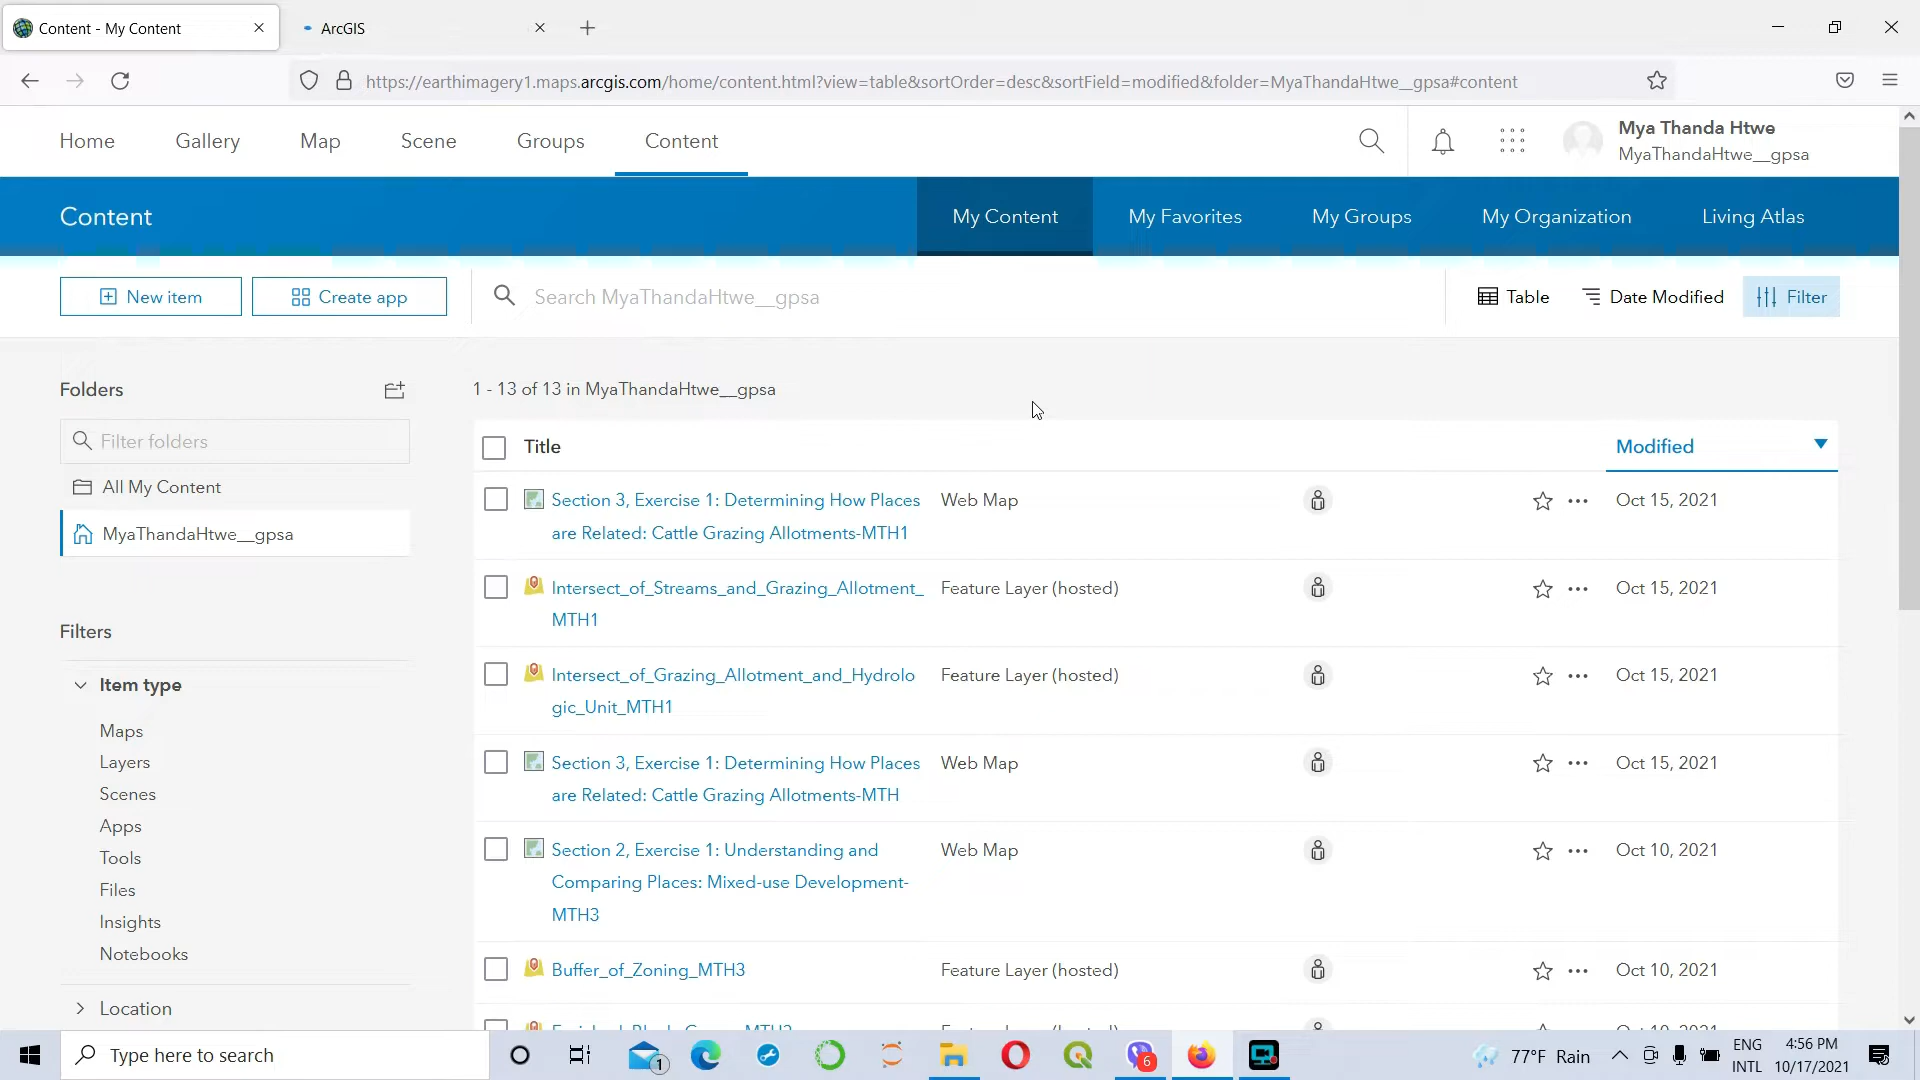 Content - My Content
ArcGIS
https://earthimagery1.maps.arcgis.com/home/content.html?view=table&sortOrder=desc&sortField=modified&folder=MyaThandaHtwe__gpsa#content
Home
Gallery
Map
Scene
Groups
Content
Mya Thanda Htwe
MyaThandaHtwe__gpsa
Content
My Content
My Favorites
My Groups
My Organization
Living Atlas
New item
Create app
Search MyaThandaHtwe__gpsa
Table
Date Modified
Filter
Folders
Filter folders
All My Content
MyaThandaHtwe__gpsa
Filters
Item type
Maps
Layers
Scenes
Apps
Tools
Files
Insights
Notebooks
Location
1 - 13 of 13 in MyaThandaHtwe__gpsa
Title
Modified
Section 3, Exercise 1: Determining How Places
are Related: Cattle Grazing Allotments-MTH1
Web Map
Oct 15, 2021
Intersect_of_Streams_and_Grazing_Allotment_
MTH1
Feature Layer (hosted)
Oct 15, 2021
Intersect_of_Grazing_Allotment_and_Hydrolo
gic_Unit_MTH1
Feature Layer (hosted)
Oct 15, 2021
Section 3, Exercise 1: Determining How Places
are Related: Cattle Grazing Allotments-MTH
Web Map
Oct 15, 2021
Section 2, Exercise 1: Understanding and
Comparing Places: Mixed-use Development-
MTH3
Web Map
Oct 10, 2021
Buffer_of_Zoning_MTH3
Feature Layer (hosted)
Oct 10, 2021
Type here to search
1
6
77°F Rain
ENG
INTL
4:56 PM
10/17/2021